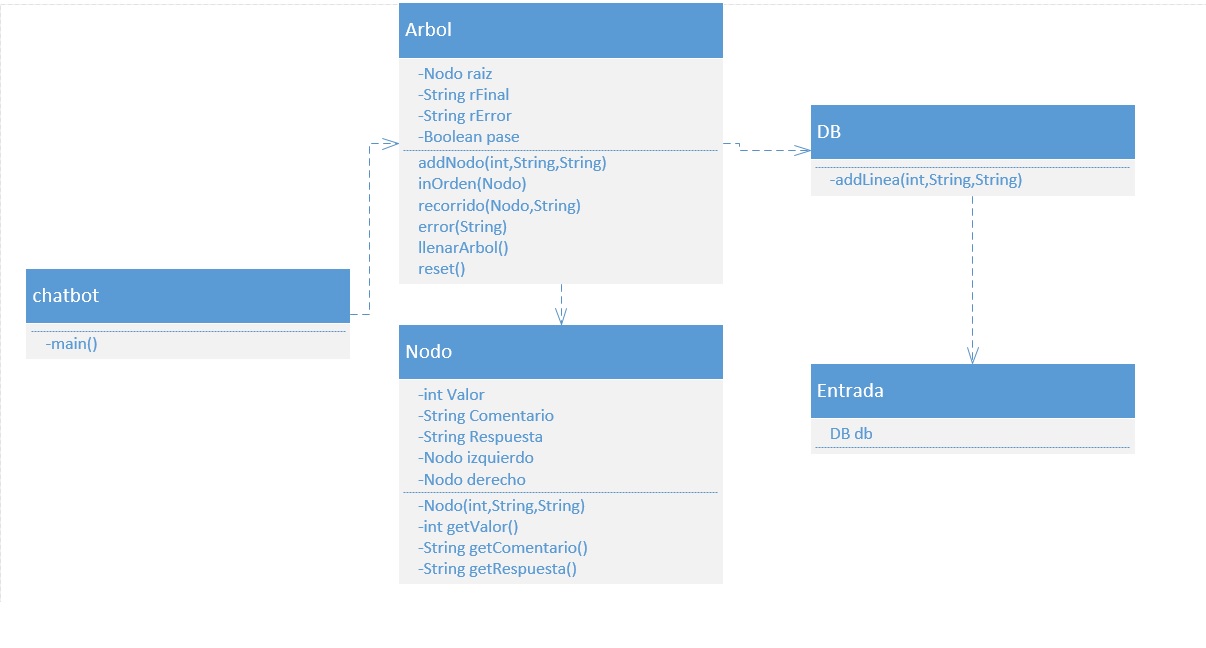 Arbol
-Nodo raiz
-String rFinal
-String rError
-Boolean pase
addNodo(int,String,String)
inOrden(Nodo)
recorrido(Nodo,String)
error(String)
llenarArbol()
reset()
DB
-addLinea(int,String,String)
chatbot
-main()
Nodo
-int Valor
-String Comentario
-String Respuesta
-Nodo izquierdo
-Nodo derecho
-Nodo(int,String,String)
-int getValor()
-String getComentario()
-String getRespuesta()
Entrada
DB db